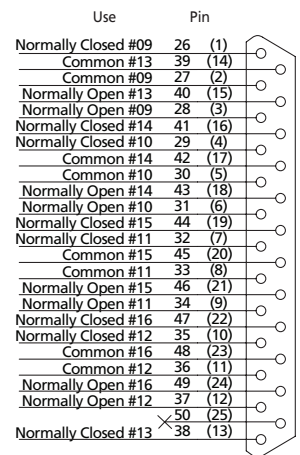 Use Pin
Normally Closed #09 26 (1)
Common #13 39 (14)
Common #09 27 (2)
Normally Open #13 40 (15)
Normally Open #09 28 (3)
Normally Closed #14 41 (16)
Normally Closed #10 29 (4)
Common #14 42 (17)
Common #10 30 (5)
Normally Open #14 43 (18)
Normally Open #10 31 (6)
Normally Closed #15 44 (19)
Normally Closed #11 32 (7)
Common #15 45 (20)
Common #11 33 (8)
Normally Open #15 46 (21)
Normally Open #11 34 (9)
Normally Closed #16 47 (22)
Normally Closed #12 35 (10)
Common #16 48 (23)
Common #12 36 (11)
Normally Open #16 49 (24)
Normally Open #12 37 (12)
50 (25)
Normally Closed #13 38 (13)